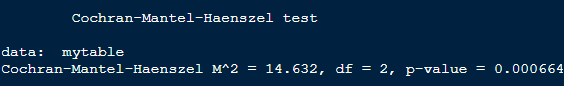 Cochran-Mantel-Haenszel test
data:  mytable
Cochran-Mantel-Haenszel M^2 = 14.632, df = 2, p-value = 0.000664